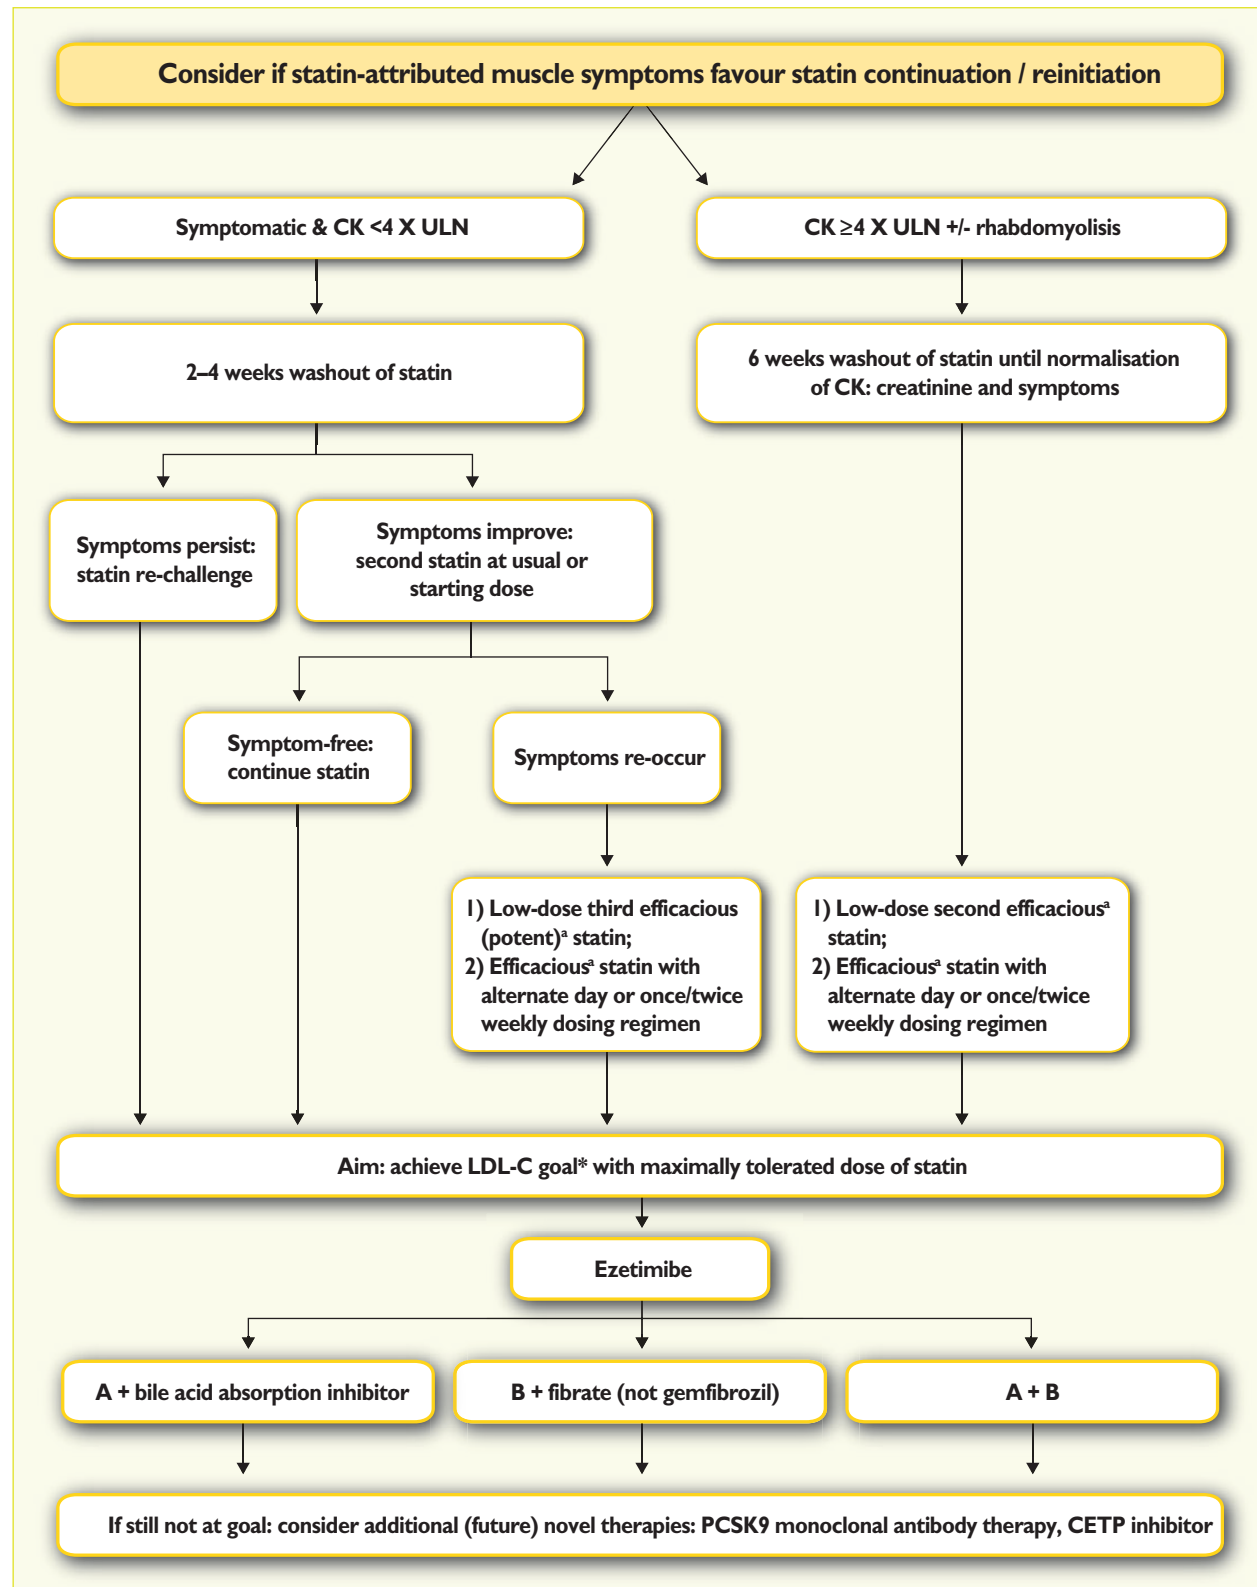 Consider if statin-attributed muscle symptoms favour statin continuation / reinitiation
Symptomatic & CK <4 X ULN
CK ≥4 X ULN +/- rhabdomyolisis
2–4 weeks washout of statin
6 weeks washout of statin until normalisation
of CK: creatinine and symptoms
Symptoms persist:
statin re-challenge
Symptoms improve:
second statin at usual or
starting dose
Symptom-free:
continue statin
Symptoms re-occur
1) Low-dose third efficacious
(potent)ᵃ statin;
2) Efficaciousᵃ statin with
alternate day or once/twice
weekly dosing regimen
1) Low-dose second efficaciousᵃ
statin;
2) Efficaciousᵃ statin with
alternate day or once/twice
weekly dosing regimen
Aim: achieve LDL-C goal* with maximally tolerated dose of statin
Ezetimibe
A + bile acid absorption inhibitor
B + fibrate (not gemfibrozil)
A + B
If still not at goal: consider additional (future) novel therapies: PCSK9 monoclonal antibody therapy, CETP inhibitor